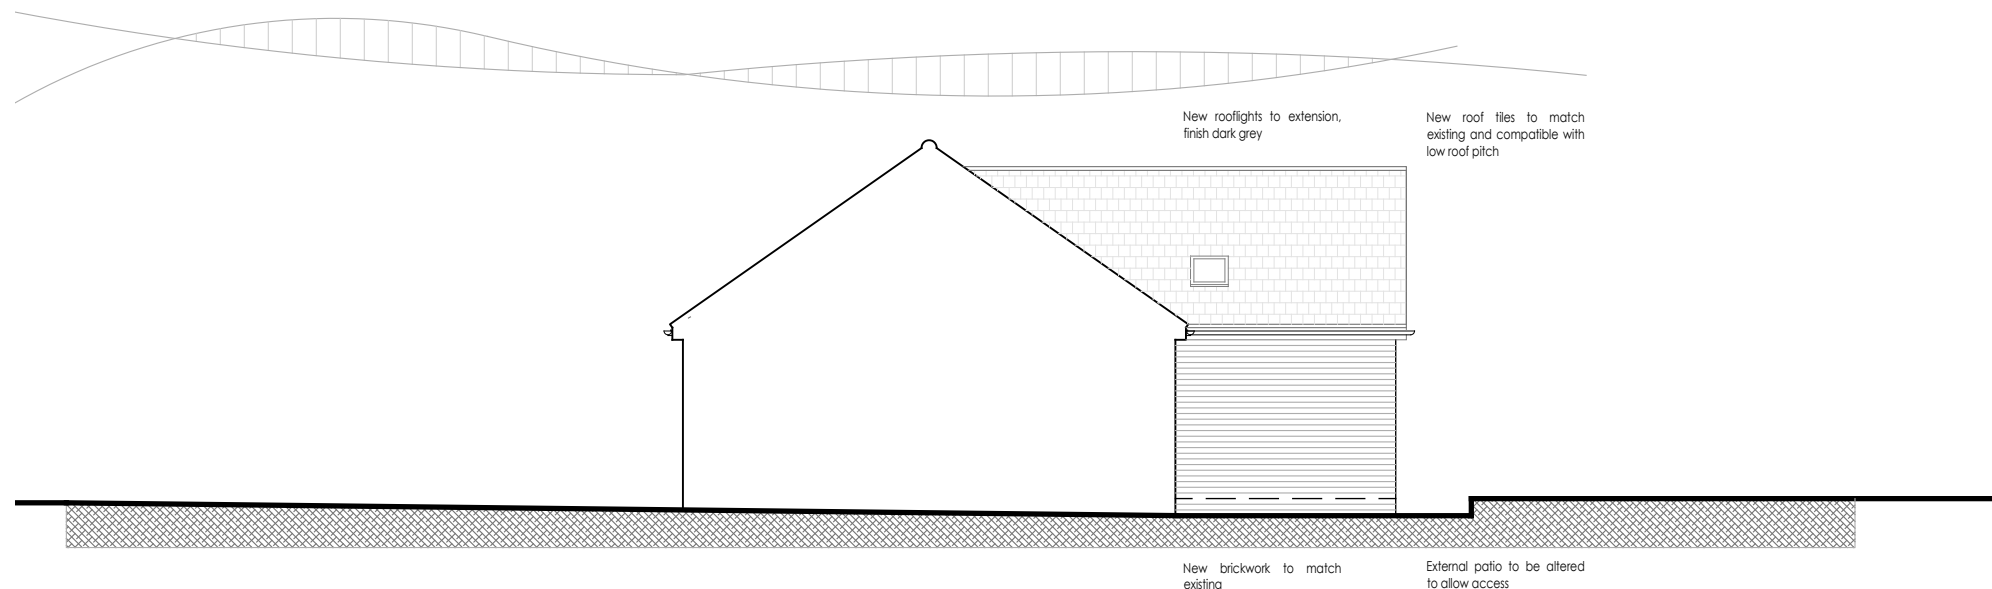 New rooflights to extension,
finish dark grey
New roof tiles to match
existing and compatible with
low roof pitch
New brickwork to match
existing
External patio to be altered
to allow access